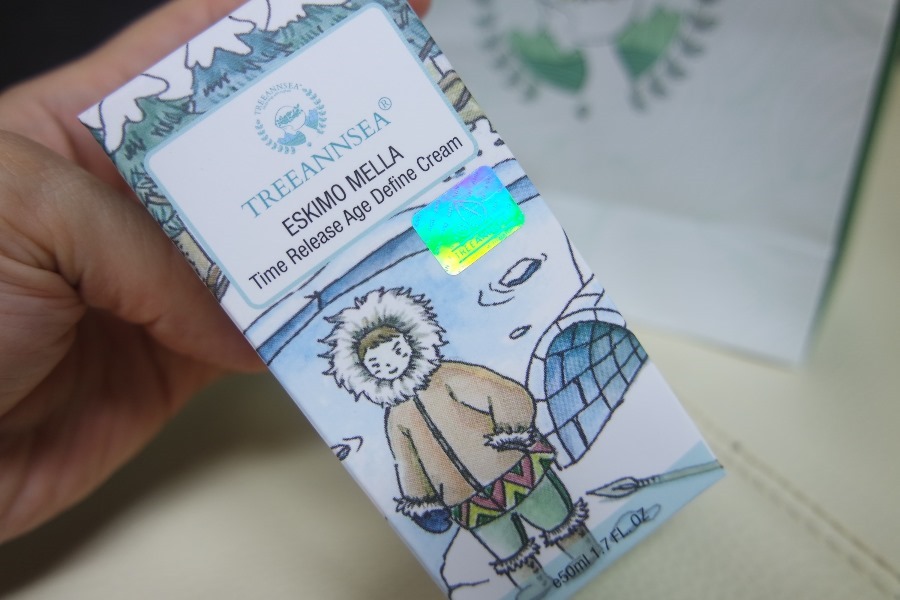 TREEANNSEA
TREEANNSEA®
ESKIMO MELLA
Time Release Age Define Cream
e50ml 1.7 FL. OZ